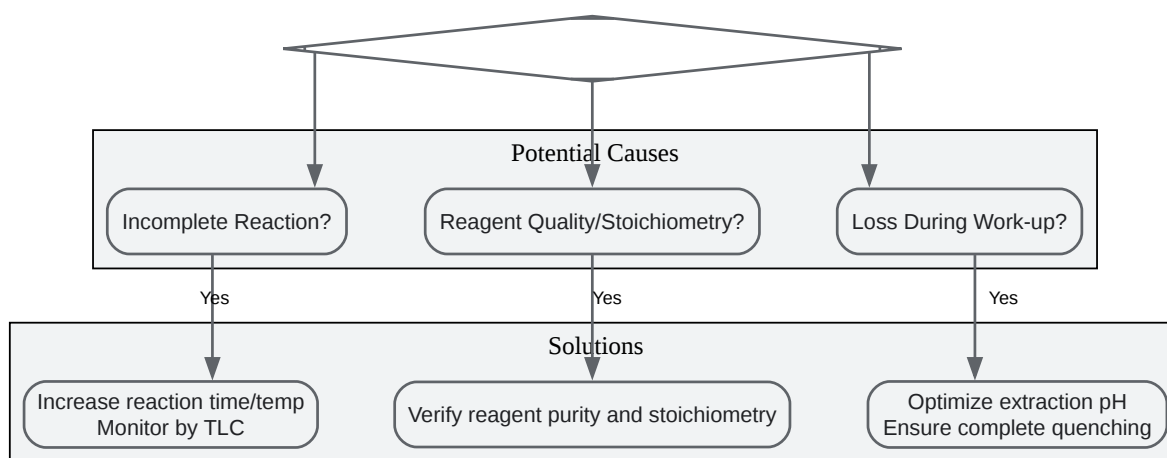 Potential Causes
Incomplete Reaction?
Reagent Quality/Stoichiometry?
Loss During Work-up?
Yes
Yes
Yes
Solutions
Increase reaction time/temp
Monitor by TLC
Verify reagent purity and stoichiometry
Optimize extraction pH
Ensure complete quenching